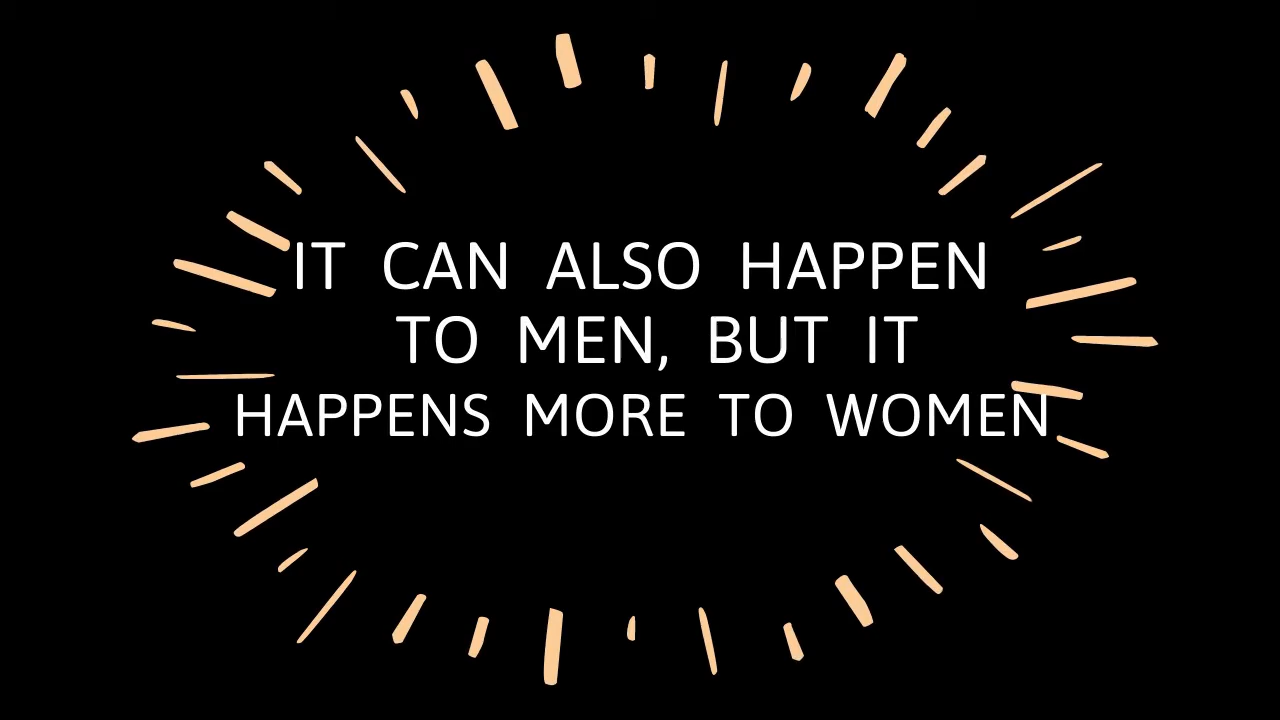 IT CAN ALSO HAPPEN
TO MEN, BUT IT
HAPPENS MORE TO WOMEN